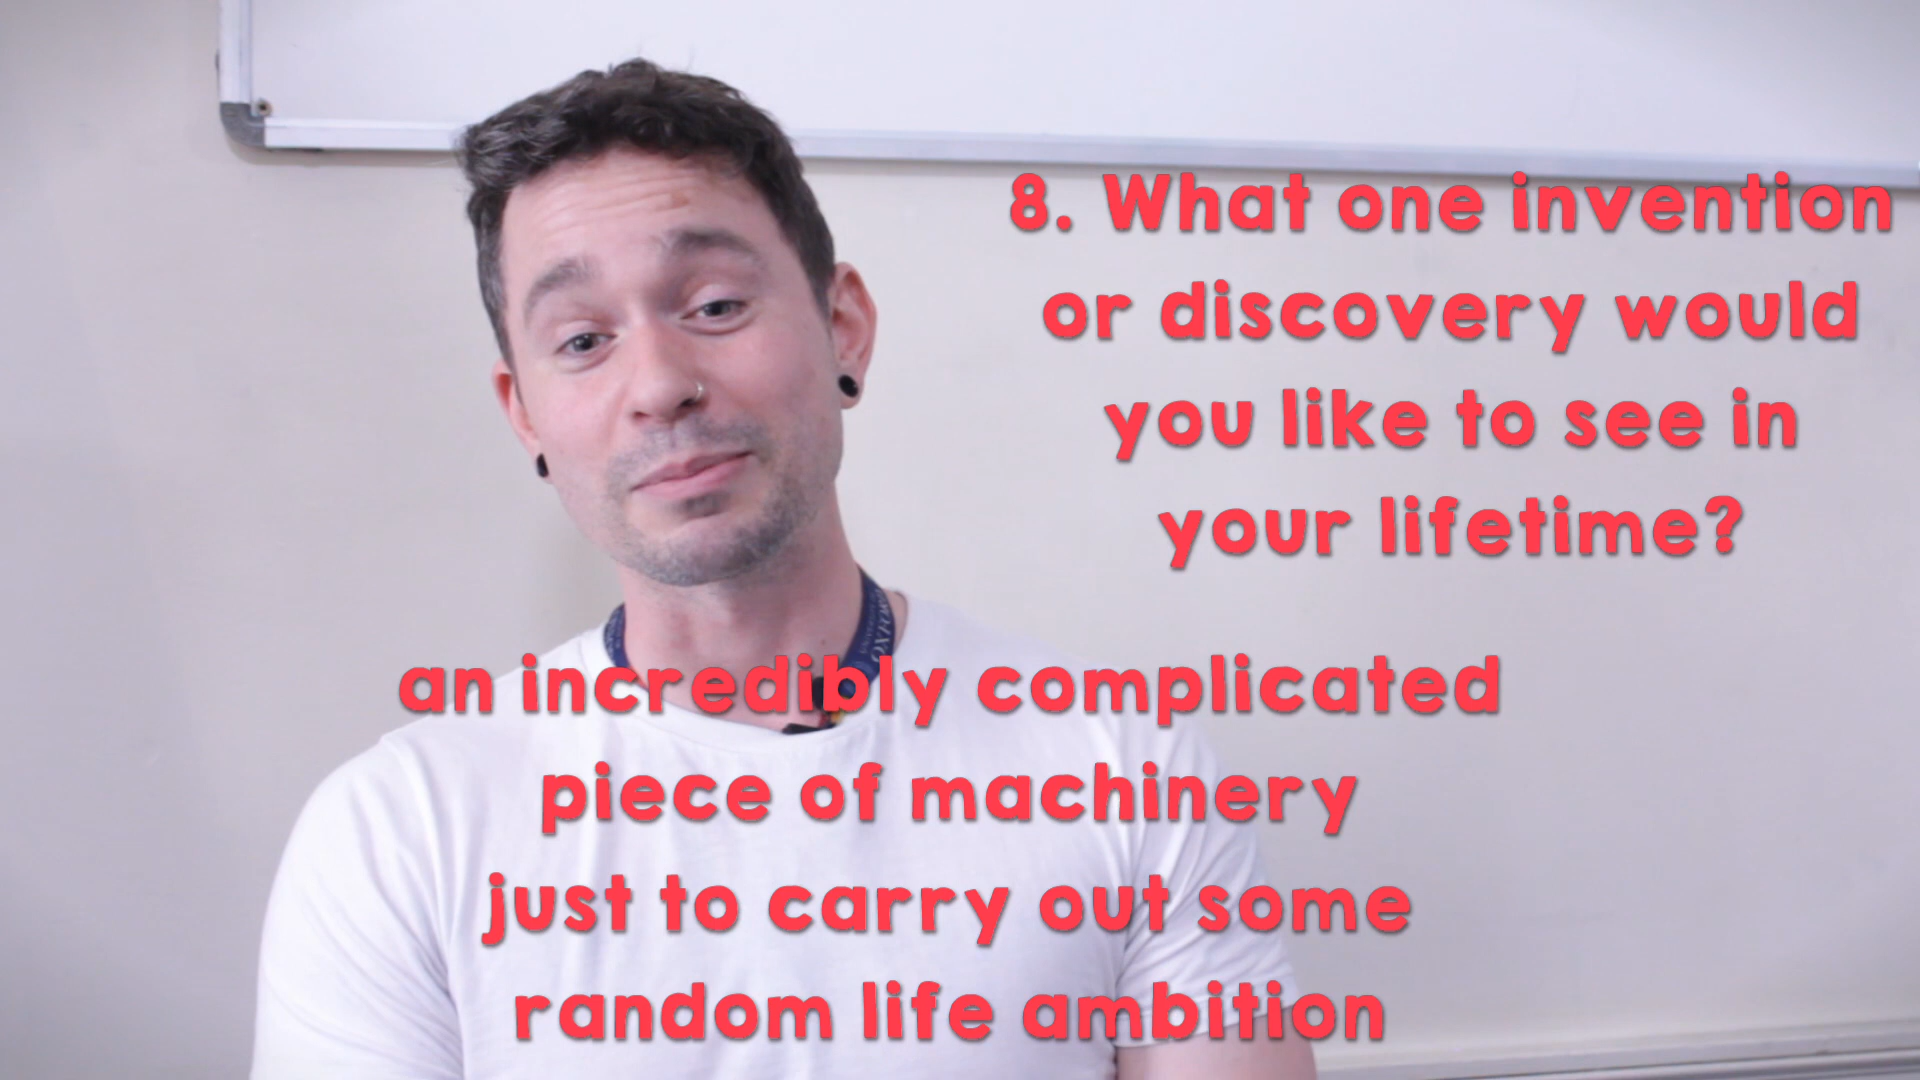 8. What one invention
or discovery would
you like to see in
your lifetime?
OXFORD
an incredibly complicated
piece of machinery
just to carry out some
random life ambition